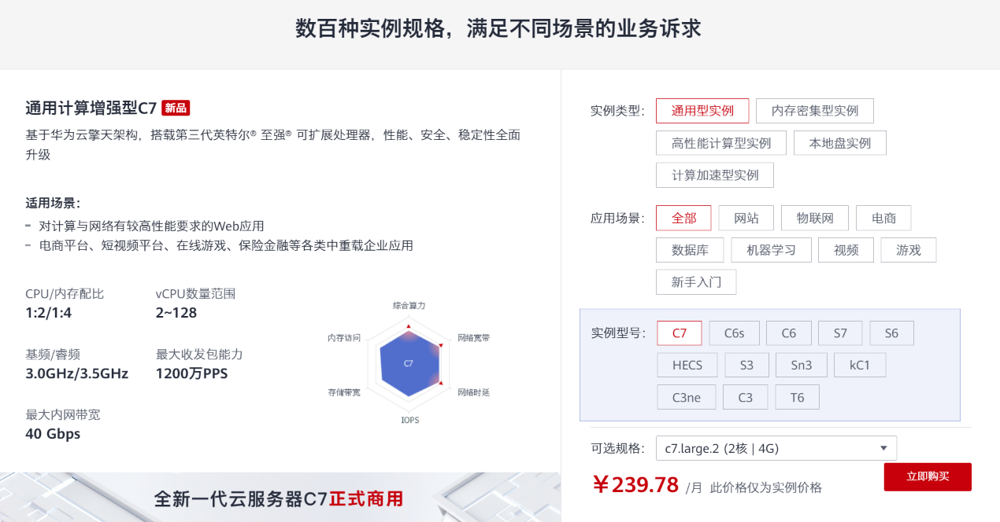 数百种实例规格，满足不同场景的业务诉求
通用计算增强型C7 新品
基于华为云擎天架构，搭载第三代英特尔® 至强® 可扩展处理器，性能、安全、稳定性全面
升级
适用场景：
- 对计算与网络有较高性能要求的Web应用
- 电商平台、短视频平台、在线游戏、保险金融等各类中重载企业应用
CPU/内存配比 vCPU数量范围
1:2/1:4 2~128
基频/睿频 最大收发包能力
3.0GHz/3.5GHz 1200万PPS
最大内网带宽
40 Gbps
综合算力
内存访问 网络宽带
C7
存储带宽 网络时延
IOPS
全新一代云服务器C7正式商用
实例类型： 通用型实例 内存密集型实例
高性能计算型实例 本地盘实例
计算加速型实例
应用场景： 全部 网站 物联网 电商
数据库 机器学习 视频 游戏
新手入门
实例型号： C7 C6s C6 S7 S6
HECS S3 Sn3 kC1
C3ne C3 T6
可选规格： c7.large.2 (2核 | 4G)
￥239.78 /月 此价格仅为实例价格
立即购买